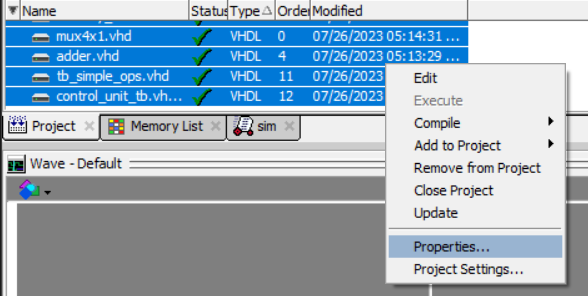 Name Status Type Order Modified
mux4x1.vhd VHDL 0 07/26/2023 05:14:31 ...
adder.vhd VHDL 4 07/26/2023 05:13:29 ...
tb_simple_ops.vhd VHDL 11 07/26/2023
control_unit_tb.vh... VHDL 12 07/26/2023
Edit
Execute
Compile
Add to Project
Remove from Project
Close Project
Update
Properties...
Project Settings...
Project Memory List sim
Wave - Default